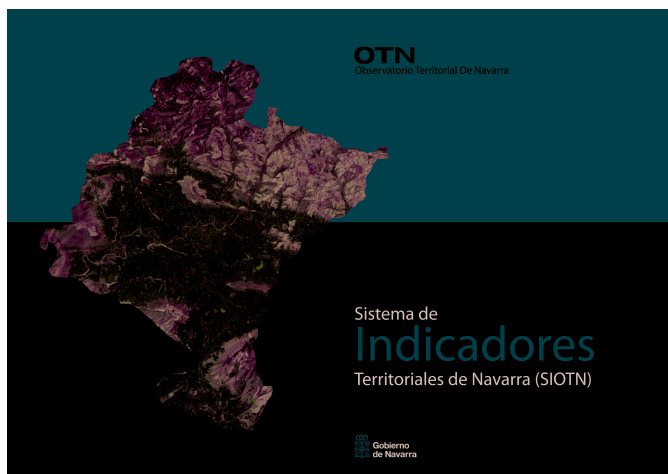 OTN
Observatorio Territorial De Navarra
Sistema de
Indicadores
Territoriales de Navarra (SIOTN)
Gobierno
de Navarra